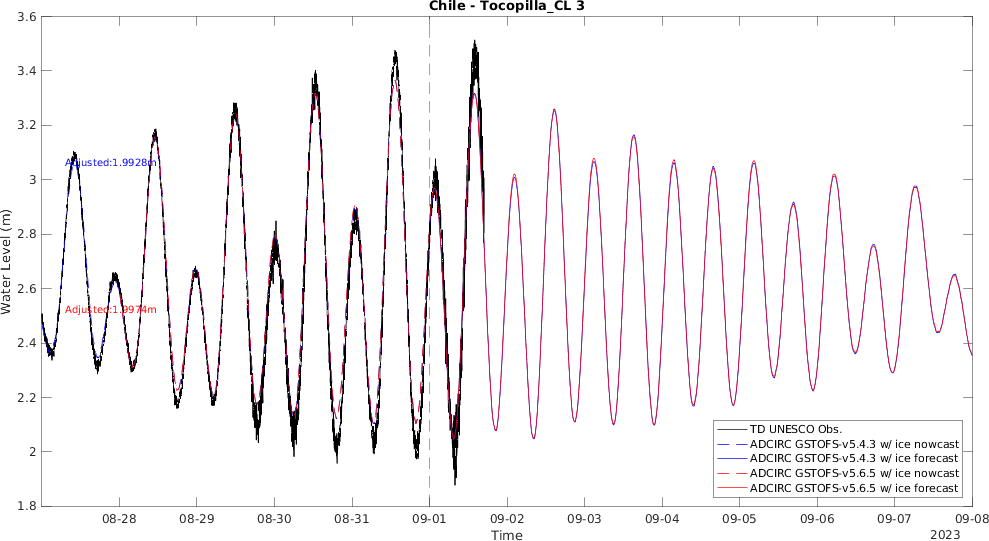 Chile - Tocopilla_CL 3
Water Level (m)
3.6
3.4
3.2
3
2.8
2.6
2.4
2.2
2
1.8
Adjusted:1.9928m
Adjusted:1.9974m
TD UNESCO Obs.
ADCIRC GSTOFS-v5.4.3 w/ ice nowcast
ADCIRC GSTOFS-v5.4.3 w/ ice forecast
ADCIRC GSTOFS-v5.6.5 w/ ice nowcast
ADCIRC GSTOFS-v5.6.5 w/ ice forecast
08-28 08-29 08-30 08-31 09-01 09-02 09-03 09-04 09-05 09-06 09-07 09-08
Time
2023